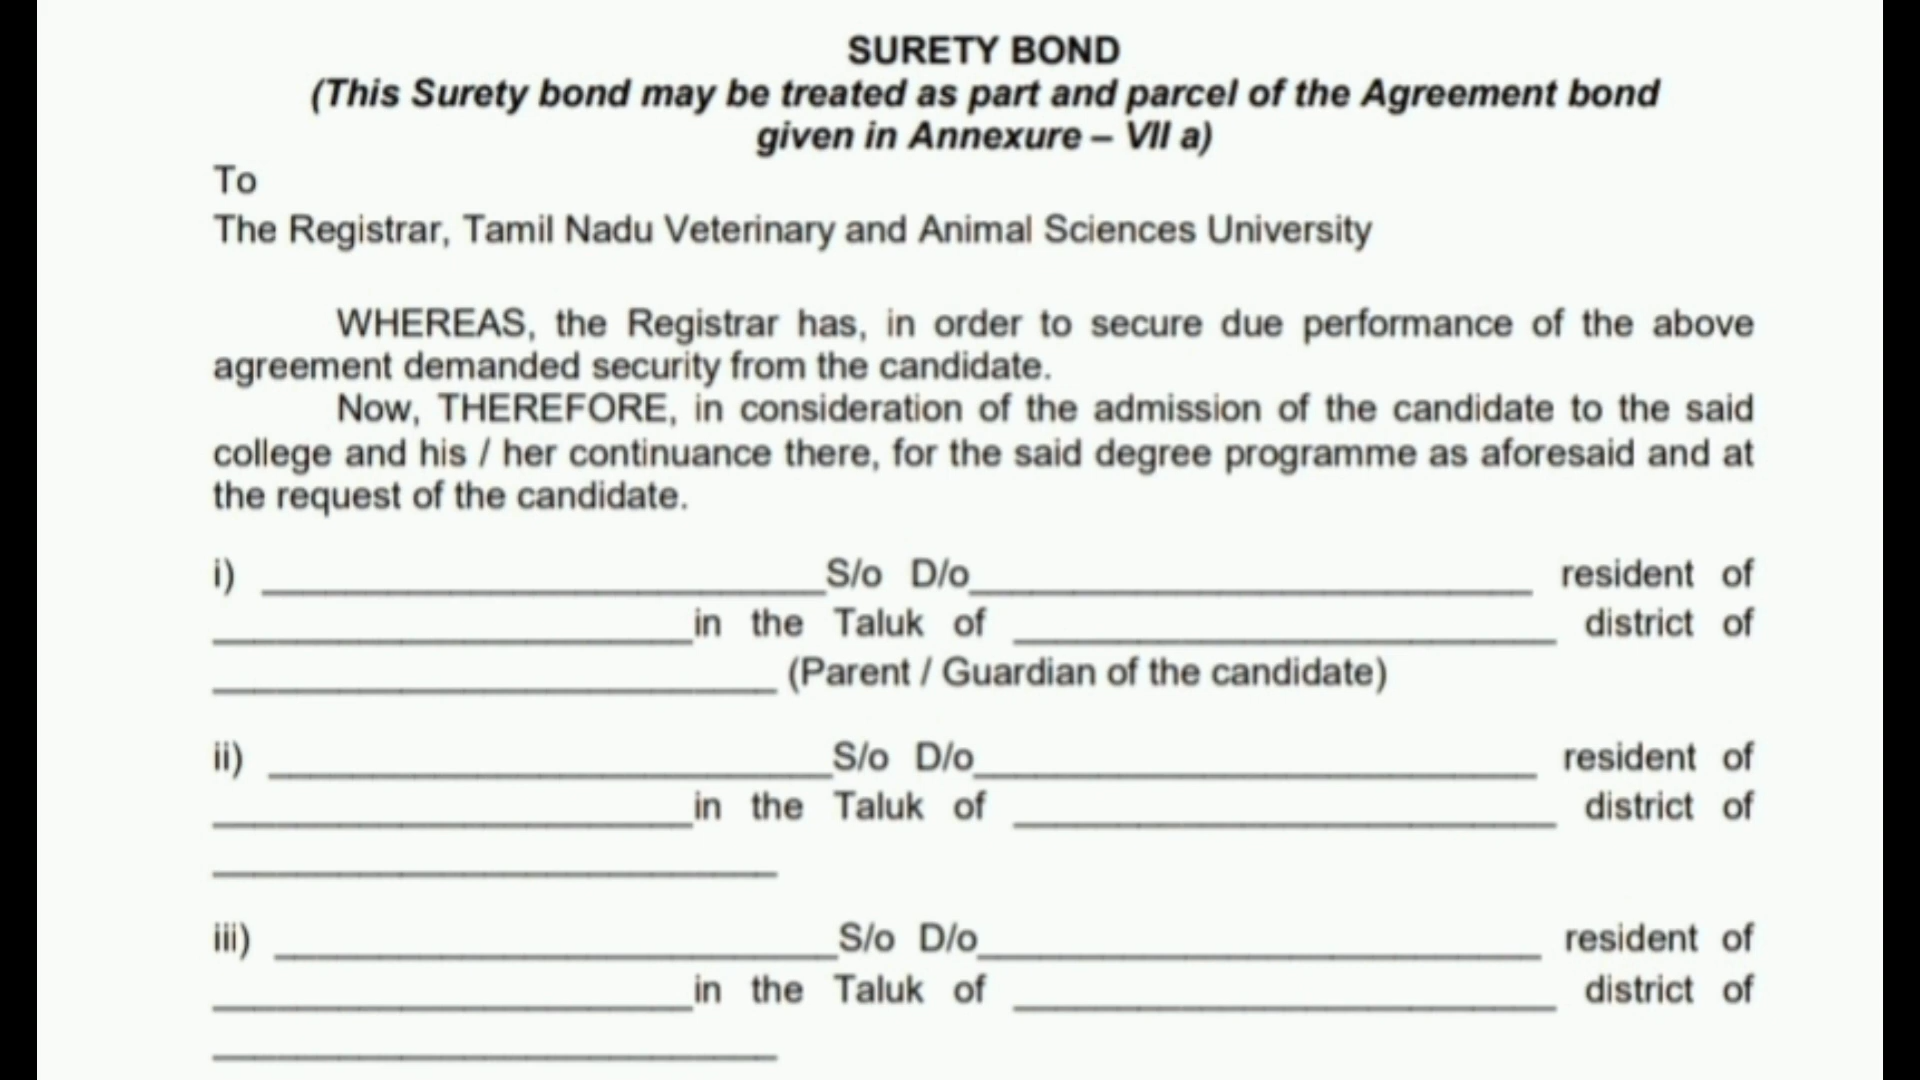 SURETY BOND
(This Surety bond may be treated as part and parcel of the Agreement bond
given in Annexure – VII a)
To
The Registrar, Tamil Nadu Veterinary and Animal Sciences University
WHEREAS, the Registrar has, in order to secure due performance of the above
agreement demanded security from the candidate.
Now, THEREFORE, in consideration of the admission of the candidate to the said
college and his / her continuance there, for the said degree programme as aforesaid and at
the request of the candidate.
i) ____________________________S/o D/o____________________________ resident of
________________________in the Taluk of ___________________________ district of
____________________________ (Parent / Guardian of the candidate)
ii) ____________________________S/o D/o____________________________ resident of
________________________in the Taluk of ___________________________ district of
____________________________
iii) ____________________________S/o D/o____________________________ resident of
________________________in the Taluk of ___________________________ district of
____________________________